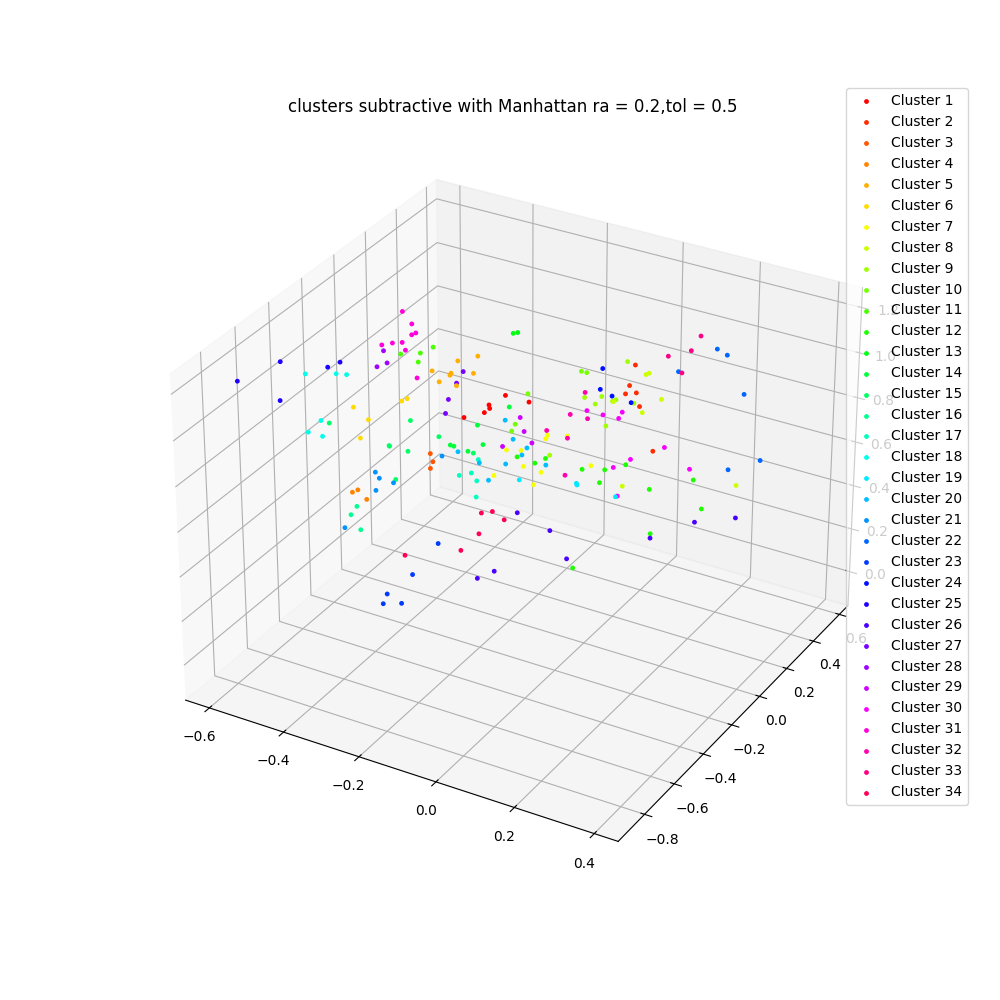 clusters subtractive with Manhattan ra = 0.2,tol = 0.5
Cluster 1
Cluster 2
Cluster 3
Cluster 4
Cluster 5
Cluster 6
Cluster 7
Cluster 8
Cluster 9
Cluster 10
Cluster 11
Cluster 12
Cluster 13
Cluster 14
Cluster 15
Cluster 16
Cluster 17
Cluster 18
Cluster 19
Cluster 20
Cluster 21
Cluster 22
Cluster 23
Cluster 24
Cluster 25
Cluster 26
Cluster 27
Cluster 28
Cluster 29
Cluster 30
Cluster 31
Cluster 32
Cluster 33
Cluster 34
1.0
0.8
0.6
0.4
0.2
0.0
0.6
0.4
0.2
0.0
−0.2
−0.4
−0.6
−0.8
−0.6
−0.4
−0.2
0.0
0.2
0.4